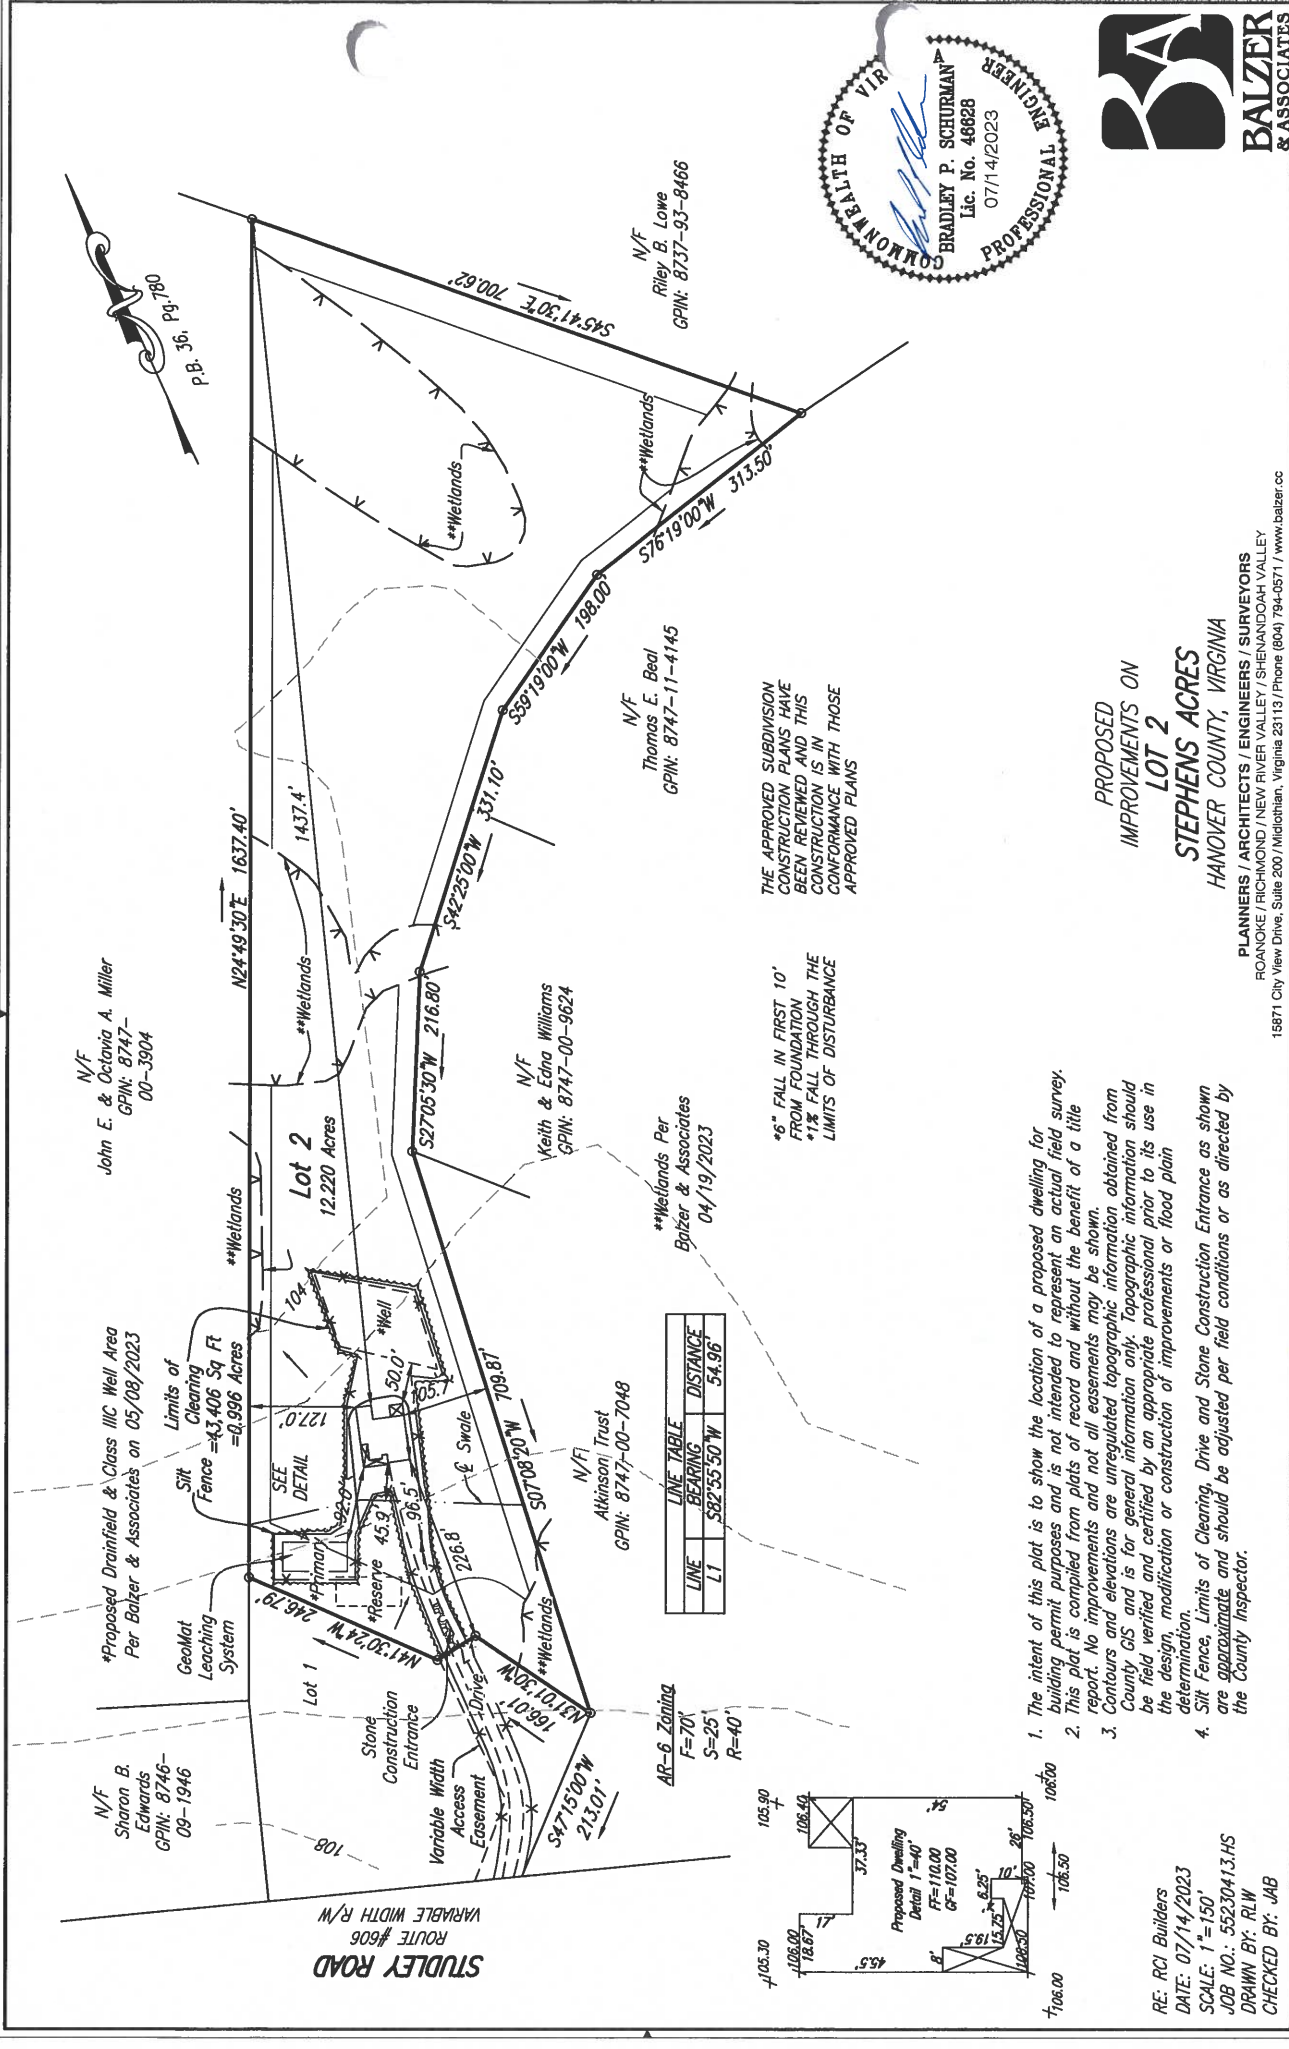 P.B. 36, Pg.780
N/F
John E. & Octavia A. Miller
GPIN: 8747-
00-3904
N24°49'30"E 1637.40'
1437.4'
S45°41'30"E 700.62'
N/F
Riley B. Lowe
GPIN: 8737-93-8466
**Wetlands
**Wetlands
**Wetlands
**Wetlands
**Wetlands
S76°19'00"W 313.50'
S59°19'00"W 198.00'
S42°25'00"W 331.10'
S27°05'30"W 216.80'
S07°08'20"W 709.87'
N/F
Thomas E. Beal
GPIN: 8747-11-4145
N/F
Keith & Edna Williams
GPIN: 8747-00-9624
N/F
Atkinson Trust
GPIN: 8747-00-7048
Lot 2
12.220 Acres
*Proposed Drainfield & Class IIIC Well Area
Per Balzer & Associates on 05/08/2023
Limits of
Clearing
=43,406 Sq Ft
=0.996 Acres
Silt
Fence
GeoMat
Leaching
System
SEE
DETAIL
104
*Well
127.0'
50.0'
105.7'
92.0'
45.9'
96.5'
226.8'
℄ Swale
*Primary
*Reserve
246.79'
N41°30'24"W
L1
Lot 1
Stone
Construction
Entrance
Drive
Variable Width
Access
Easement
N31°01'30"W
166.01'
S47°15'00"W
213.01'
N/F
Sharon B.
Edwards
GPIN: 8746-
09-1946
108
STUDLEY ROAD
ROUTE #606
VARIABLE WIDTH R/W
AR-6 Zoning
F=70'
S=25'
R=40'
LINE TABLE
LINE BEARING DISTANCE
L1 S82°55'50"W 54.96'
**Wetlands Per
Balzer & Associates
04/19/2023
*6" FALL IN FIRST 10'
FROM FOUNDATION
*1% FALL THROUGH THE
LIMITS OF DISTURBANCE
THE APPROVED SUBDIVISION
CONSTRUCTION PLANS HAVE
BEEN REVIEWED AND THIS
CONSTRUCTION IS IN
CONFORMANCE WITH THOSE
APPROVED PLANS
COMMONWEALTH OF VIR
A
BRADLEY P. SCHURMAN
Lic. No. 46628
07/14/2023
PROFESSIONAL ENGINEER
105.30
105.90
106.00
18.67'
17'
37.33'
106.40
45.5'
54'
Proposed Dwelling
Detail 1"=40'
FF=110.00
GF=107.00
8'
19.5'
15.75'
6.25'
10'
26'
107.00
106.50'
106.50
106.00
106.00
1. The intent of this plat is to show the location of a proposed dwelling for
building permit purposes and is not intended to represent an actual field survey.
2. This plat is compiled from plats of record and without the benefit of a title
report. No improvements and not all easements may be shown.
3. Contours and elevations are unregulated topographic information obtained from
County GIS and is for general information only. Topographic information should
be field verified and certified by an appropriate professional prior to its use in
the design, modification or construction of improvements or flood plain
determination.
4. Silt Fence, Limits of Clearing, Drive and Stone Construction Entrance as shown
are approximate and should be adjusted per field conditions or as directed by
the County Inspector.
RE: RCI Builders
DATE: 07/14/2023
SCALE: 1"=150'
JOB NO.: 55230413.HS
DRAWN BY: RLW
CHECKED BY: JAB
PROPOSED
IMPROVEMENTS ON
LOT 2
STEPHENS ACRES
HANOVER COUNTY, VIRGINIA
PLANNERS / ARCHITECTS / ENGINEERS / SURVEYORS
ROANOKE / RICHMOND / NEW RIVER VALLEY / SHENANDOAH VALLEY
15871 City View Drive, Suite 200 / Midlothian, Virginia 23113 / Phone (804) 794-0571 / www.balzer.cc
BA
BALZER
& ASSOCIATES